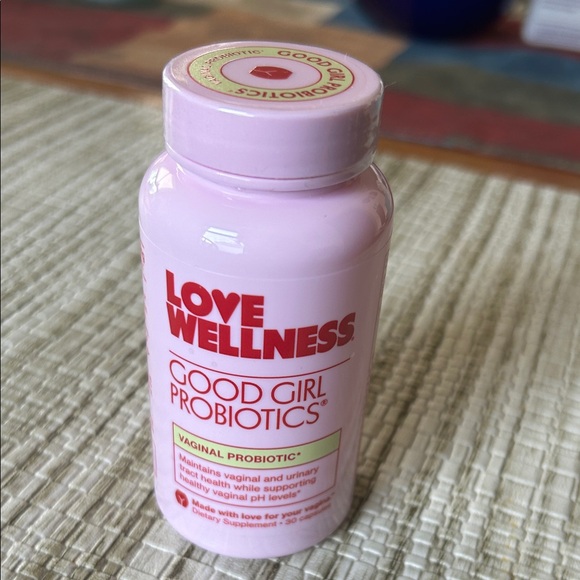 GOOD GIRL PROBIOTICS®
LOVE
WELLNESS®
GOOD GIRL
PROBIOTICS®
VAGINAL PROBIOTIC*
Maintains vaginal and urinary
tract health while supporting
healthy vaginal pH levels*
Made with love for your vagina™
Dietary Supplement • 30 capsules